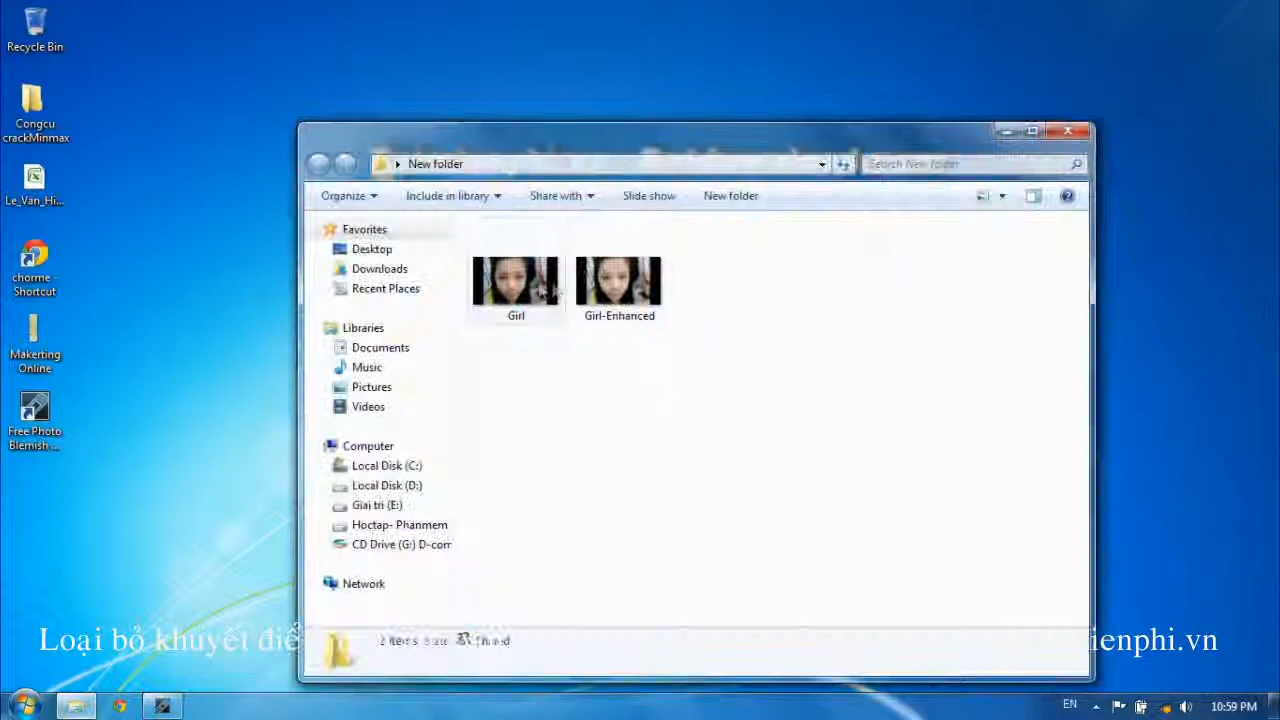 Recycle Bin
Congcu
crackMinmax
Le_Van_Hi...
chorme -
Shortcut
Makerting
Online
Free Photo
Blemish ...
New folder
Search New folder
Organize
Include in library
Share with
Slide show
New folder
Favorites
Desktop
Downloads
Recent Places
Libraries
Documents
Music
Pictures
Videos
Computer
Local Disk (C:)
Local Disk (D:)
Giai tri (E:)
Hoctap- Phanmem
CD Drive (G:) D-com
Network
Girl
Girl-Enhanced
Loại bỏ khuyết điể
ienphi.vn
EN
10:59 PM